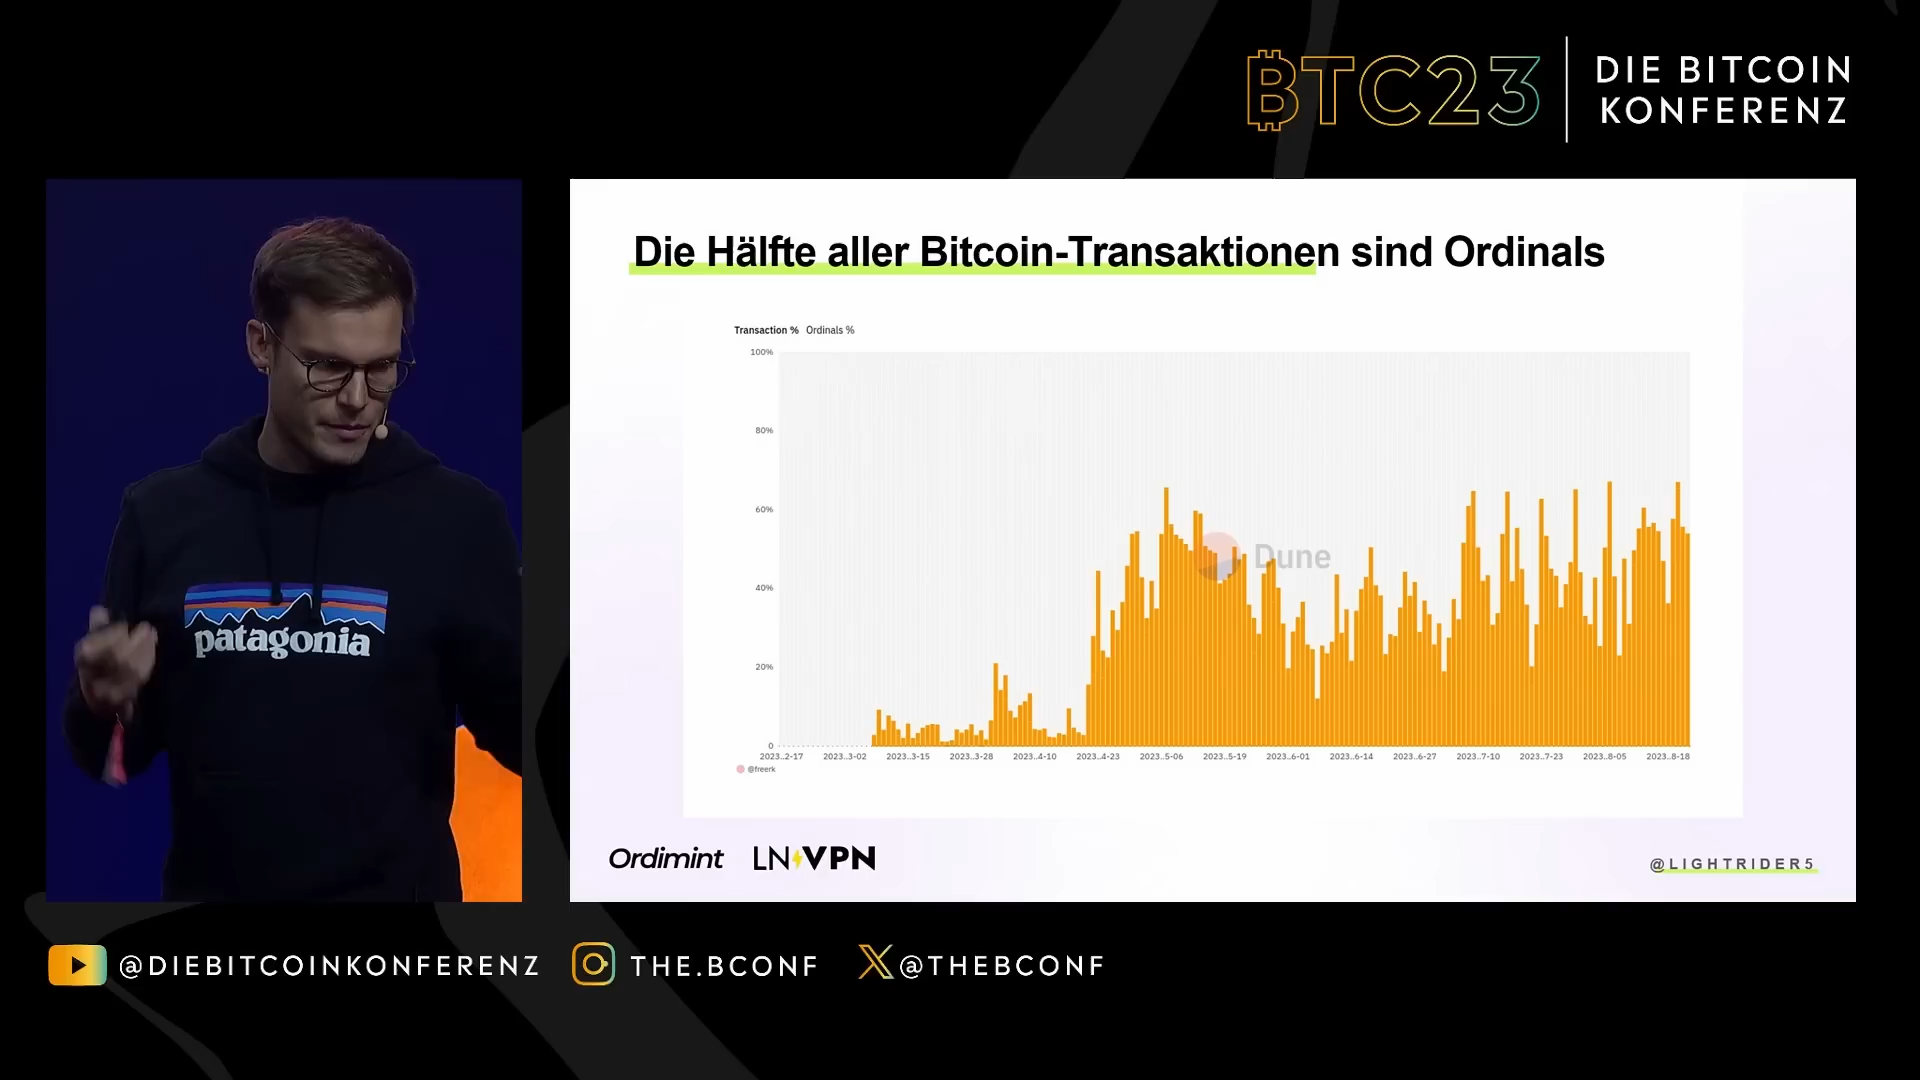 BTC23
DIE BITCOIN
KONFERENZ
Die Hälfte aller Bitcoin-Transaktionen sind Ordinals
Transaction % Ordinals %
100%
80%
60%
40%
20%
0
Dune
2023..2-17 2023..3-02 2023..3-15 2023..3-28 2023..4-10 2023..4-23 2023..5-06 2023..5-19 2023..6-01 2023..6-14 2023..6-27 2023..7-10 2023..7-23 2023..8-05 2023..8-18
@freerk
patagonia
Ordimint LN VPN
@LIGHTRIDER5
@DIEBITCOINKONFERENZ THE.BCONF @THEBCONF